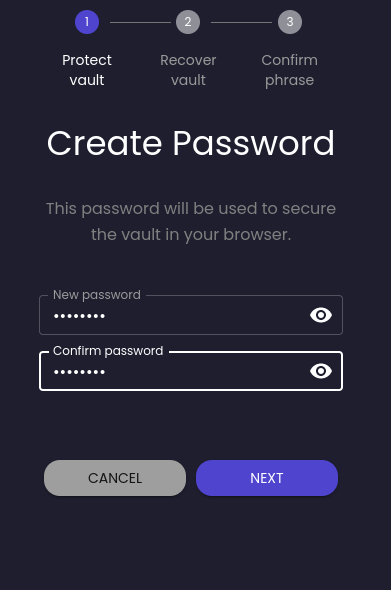 1 2 3
Protect Recover Confirm
vault vault phrase
Create Password
This password will be used to secure
the vault in your browser.
New password
••••••••
Confirm password
••••••••
CANCEL NEXT